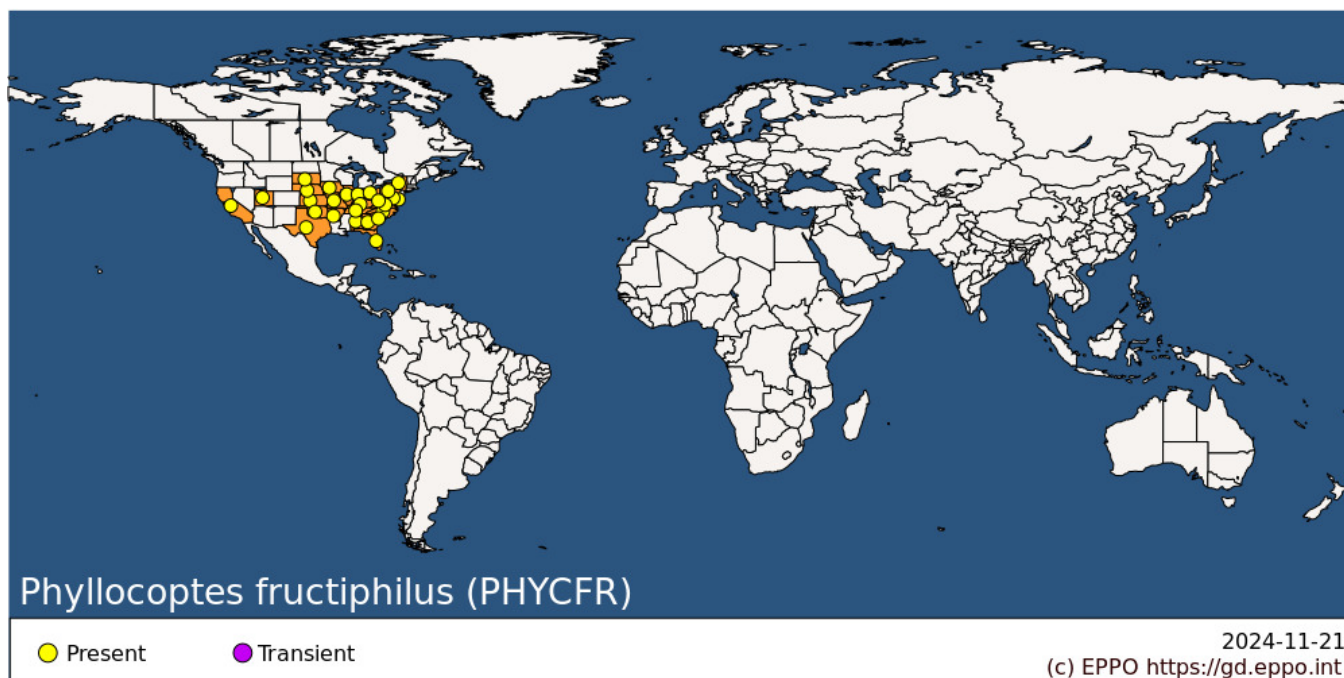 Phyllocoptes fructiphilus (PHYCFR)
Present
Transient
2024-11-21
(c) EPPO https://gd.eppo.int